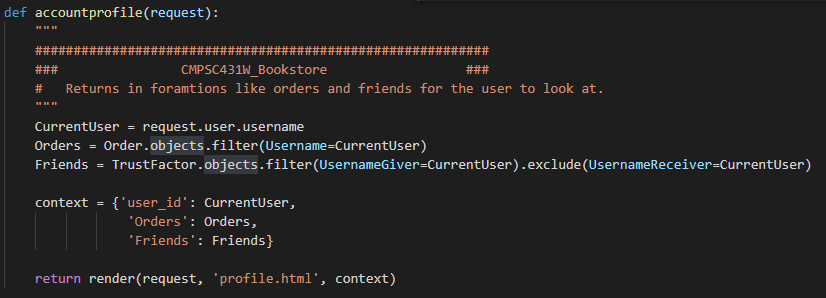 def accountprofile(request):
"""
###########################################################
### CMPSC431W_Bookstore ###
# Returns in foramtions like orders and friends for the user to look at.
"""
CurrentUser = request.user.username
Orders = Order.objects.filter(Username=CurrentUser)
Friends = TrustFactor.objects.filter(UsernameGiver=CurrentUser).exclude(UsernameReceiver=CurrentUser)
context = {'user_id': CurrentUser,
'Orders': Orders,
'Friends': Friends}
return render(request, 'profile.html', context)